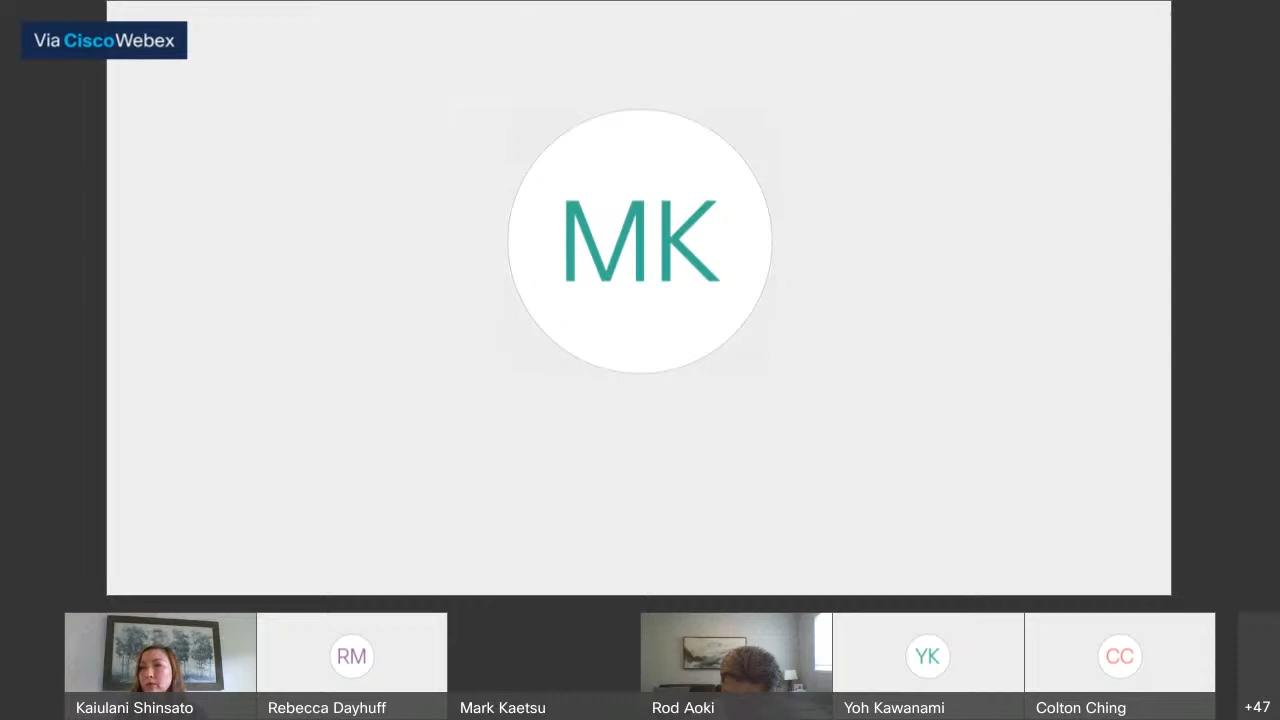 Via CiscoWebex
MK
RM
YK
CC
Kaiulani Shinsato
Rebecca Dayhuff
Mark Kaetsu
Rod Aoki
Yoh Kawanami
Colton Ching
+47